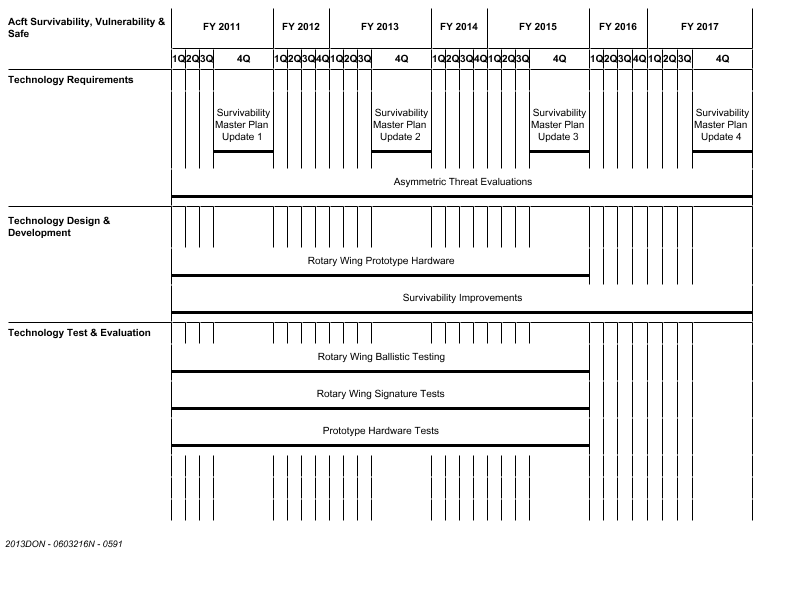 Acft Survivability, Vulnerability &
Safe
FY 2011 FY 2012 FY 2013 FY 2014 FY 2015 FY 2016 FY 2017
1Q 2Q 3Q 4Q 1Q 2Q 3Q 4Q 1Q 2Q 3Q 4Q 1Q 2Q 3Q 4Q 1Q 2Q 3Q 4Q 1Q 2Q 3Q 4Q 1Q 2Q 3Q 4Q
Technology Requirements
Survivability
Master Plan
Update 1
Survivability
Master Plan
Update 2
Survivability
Master Plan
Update 3
Survivability
Master Plan
Update 4
Asymmetric Threat Evaluations
Technology Design &
Development
Rotary Wing Prototype Hardware
Survivability Improvements
Technology Test & Evaluation
Rotary Wing Ballistic Testing
Rotary Wing Signature Tests
Prototype Hardware Tests
2013DON - 0603216N - 0591